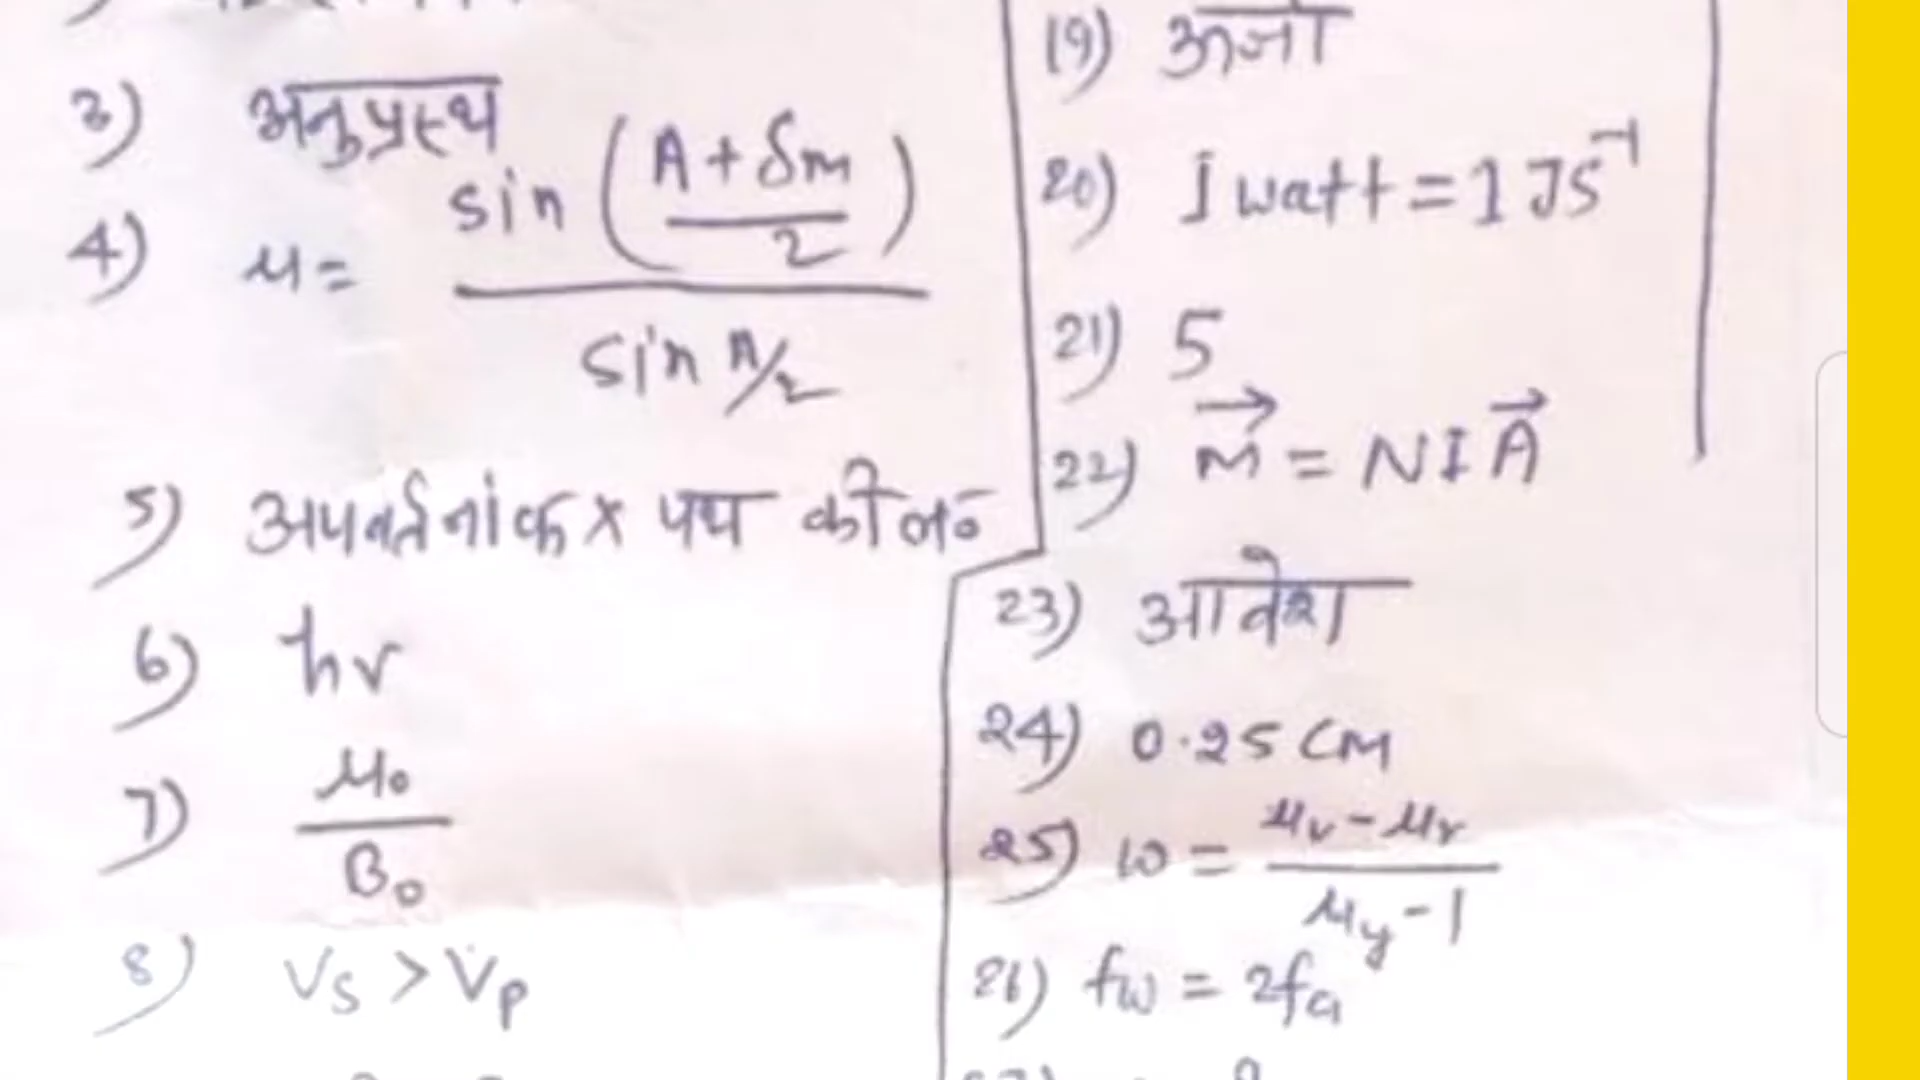 3) अनुप्रस्थ
4) μ = sin (A + δm / 2) / sin A/2
5) अपवर्तनांक x पथ की लं०
6) hν
7) μ₀ / B₀
8) Vs > Vp
19) ऊर्जा
20) 1 watt = 1 JS⁻¹
21) 5
22) M⃗ = NI A⃗
23) आवेश
24) 0.25 cm
25) ω = μv - μr / μy - 1
26) fw = 2fa